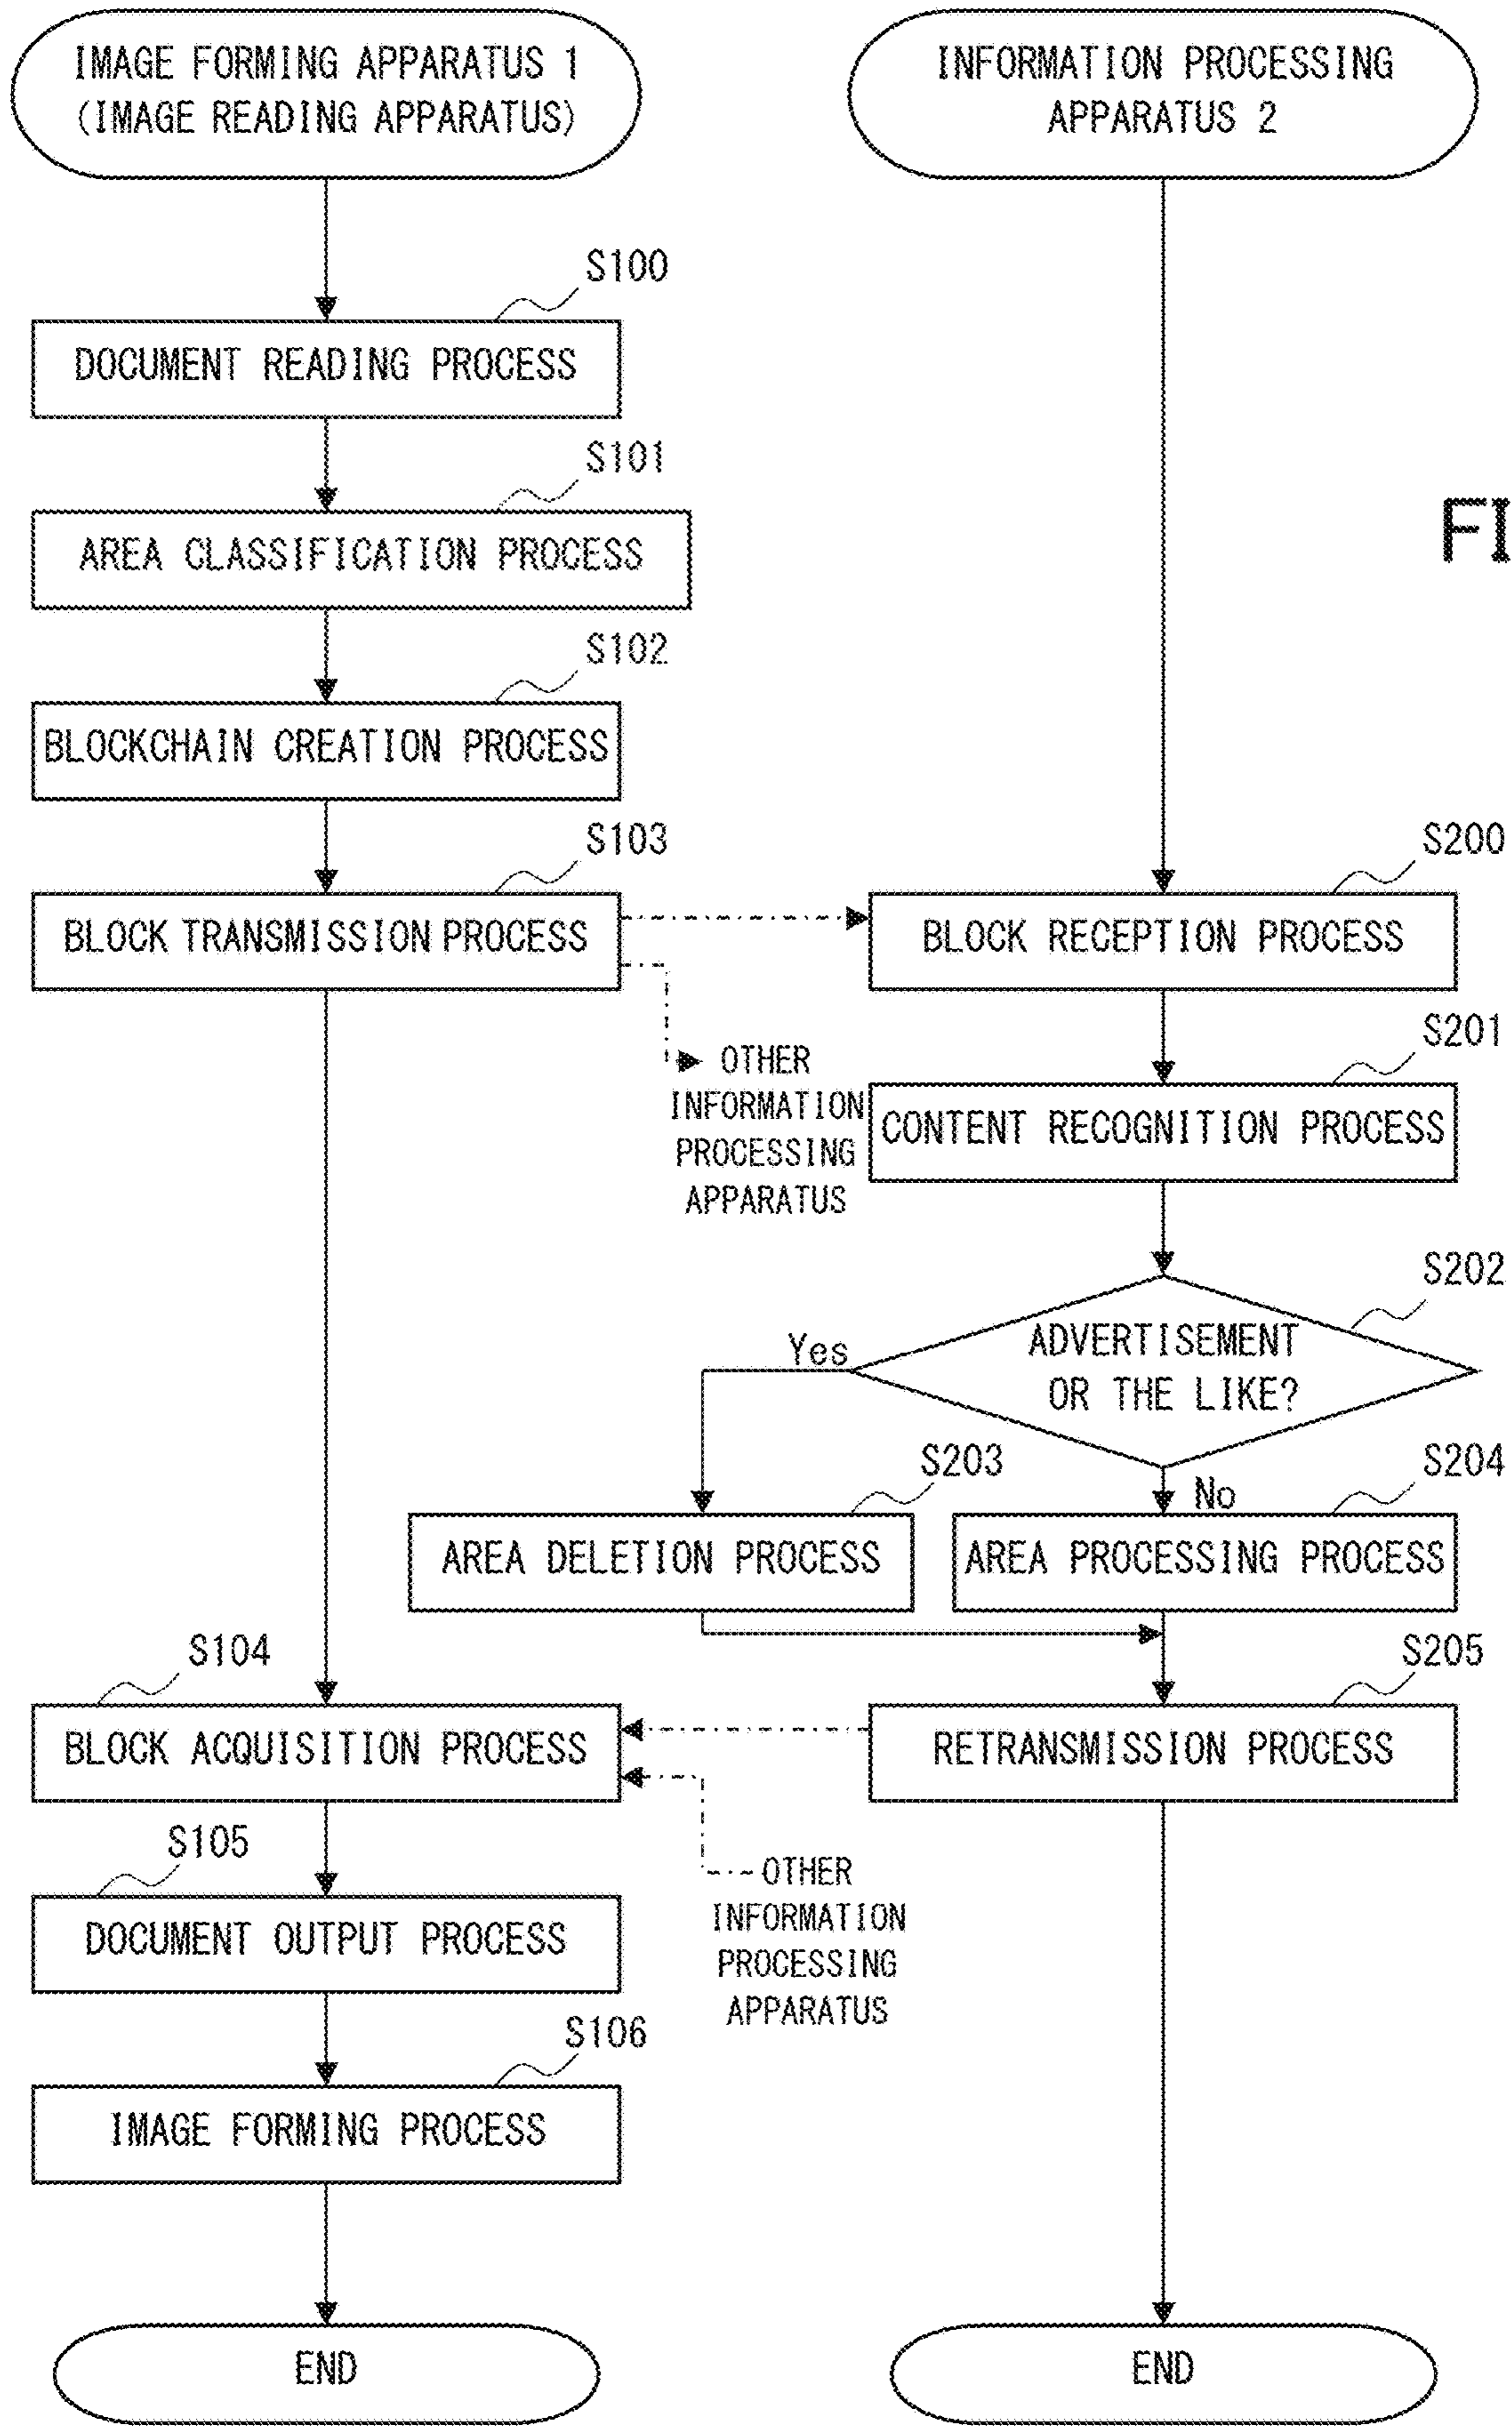 IMAGE FORMING APPARATUS 1
(IMAGE READING APPARATUS)
INFORMATION PROCESSING
APPARATUS 2
S100
DOCUMENT READING PROCESS
S101
AREA CLASSIFICATION PROCESS
FI
S102
BLOCKCHAIN CREATION PROCESS
S103
BLOCK TRANSMISSION PROCESS
S200
BLOCK RECEPTION PROCESS
OTHER
INFORMATION
PROCESSING
APPARATUS
S201
CONTENT RECOGNITION PROCESS
S202
ADVERTISEMENT
OR THE LIKE?
Yes
No
S203
AREA DELETION PROCESS
S204
AREA PROCESSING PROCESS
S104
BLOCK ACQUISITION PROCESS
S205
RETRANSMISSION PROCESS
OTHER
INFORMATION
PROCESSING
APPARATUS
S105
DOCUMENT OUTPUT PROCESS
S106
IMAGE FORMING PROCESS
END
END